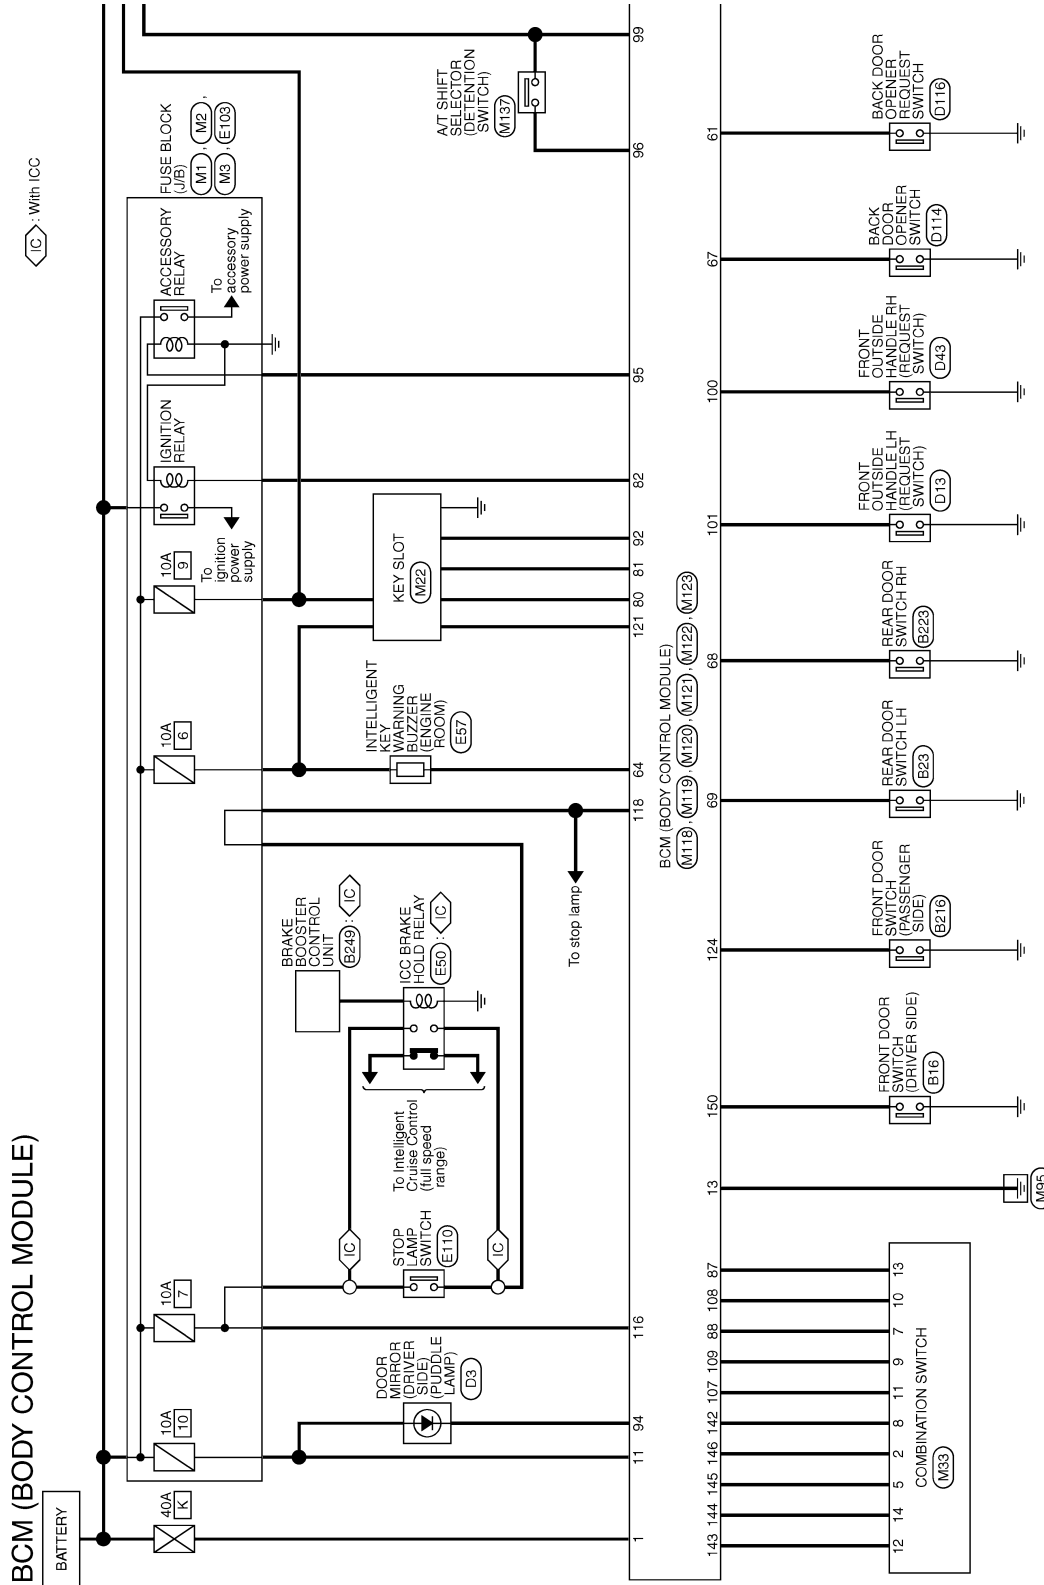 BCM (BODY CONTROL MODULE)
IC : With ICC
BATTERY
40A
K
10A
10
10A
7
10A
6
10A
9
To
ignition
power
supply
IGNITION
RELAY
ACCESSORY
RELAY
To
accessory
power supply
FUSE BLOCK
(J/B)
M1 , M2 ,
M3 , E103
DOOR
MIRROR
(DRIVER
SIDE)
(PUDDLE
LAMP)
D3
STOP
LAMP
SWITCH
E110
IC
IC
To Intelligent
Cruise Control
(full speed
range)
BRAKE
BOOSTER
CONTROL
UNIT
B249 : IC
ICC BRAKE
HOLD RELAY
E50 : IC
To stop lamp
INTELLIGENT
KEY
WARNING
BUZZER
(ENGINE
ROOM)
E57
KEY SLOT
M22
A/T SHIFT
SELECTOR
(DETENTION
SWITCH)
M137
1
11
94
116
118
64
121
80
81
92
82
95
96
99
BCM (BODY CONTROL MODULE)
M118 , M119 , M120 , M121 , M122 , M123
143
144
145
146
142
107
109
88
108
87
13
150
124
69
68
101
100
67
61
12
14
5
2
8
11
9
7
10
13
COMBINATION SWITCH
M33
M95
FRONT DOOR
SWITCH
(DRIVER SIDE)
B16
FRONT DOOR
SWITCH
(PASSENGER
SIDE)
B216
REAR DOOR
SWITCH LH
B23
REAR DOOR
SWITCH RH
B223
FRONT
OUTSIDE
HANDLE LH
(REQUEST
SWITCH)
D13
FRONT
OUTSIDE
HANDLE RH
(REQUEST
SWITCH)
D43
BACK
DOOR
OPENER
SWITCH
D114
BACK DOOR
OPENER
REQUEST
SWITCH
D116